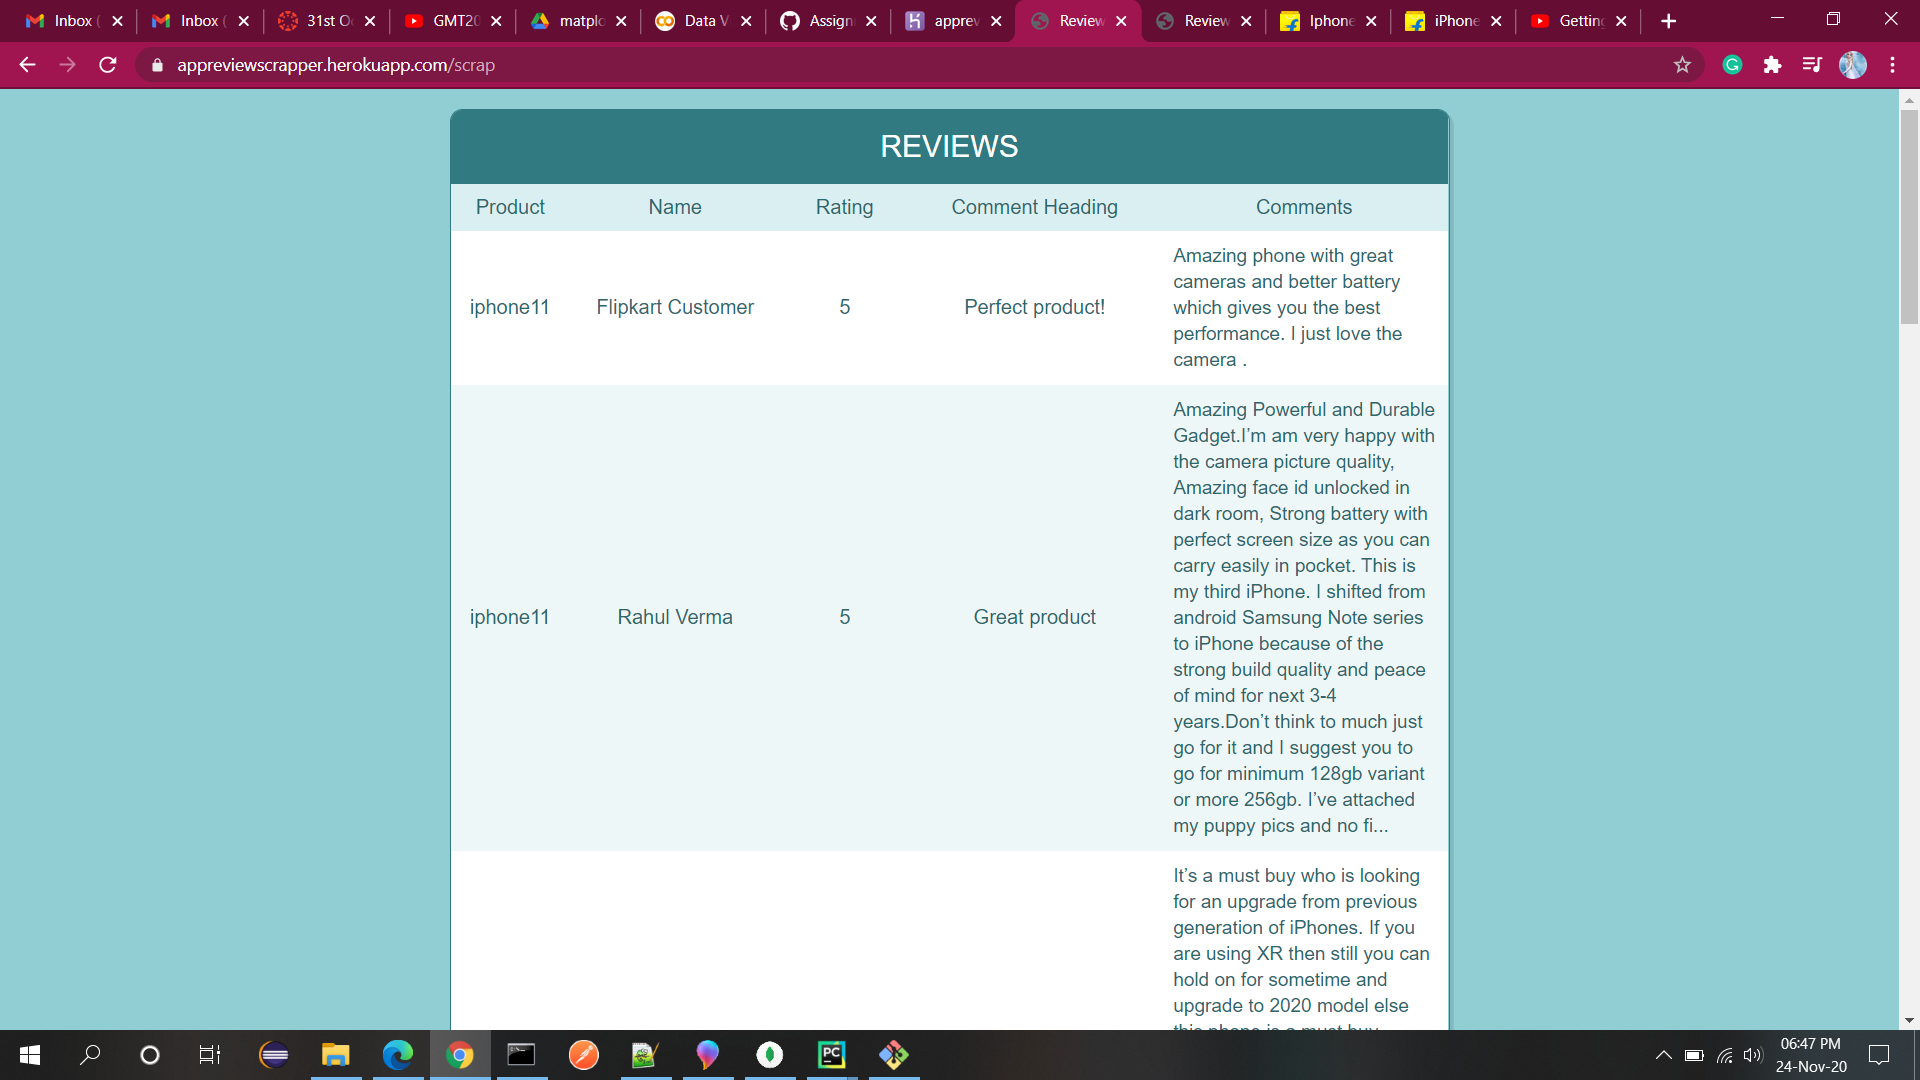 Inbox (
Inbox (
31st O
GMT20
matplo
Data V
Assign
apprev
Review
Review
Iphone
iPhone
Getting
appreviewscrapper.herokuapp.com/scrap
REVIEWS
Product Name Rating Comment Heading Comments
iphone11 Flipkart Customer 5 Perfect product!
Amazing phone with great
cameras and better battery
which gives you the best
performance. I just love the
camera .
iphone11 Rahul Verma 5 Great product
Amazing Powerful and Durable
Gadget.I’m am very happy with
the camera picture quality,
Amazing face id unlocked in
dark room, Strong battery with
perfect screen size as you can
carry easily in pocket. This is
my third iPhone. I shifted from
android Samsung Note series
to iPhone because of the
strong build quality and peace
of mind for next 3-4
years.Don’t think to much just
go for it and I suggest you to
go for minimum 128gb variant
or more 256gb. I’ve attached
my puppy pics and no fi...
It’s a must buy who is looking
for an upgrade from previous
generation of iPhones. If you
are using XR then still you can
hold on for sometime and
upgrade to 2020 model else
this phone is a must buy
PC
06:47 PM
24-Nov-20